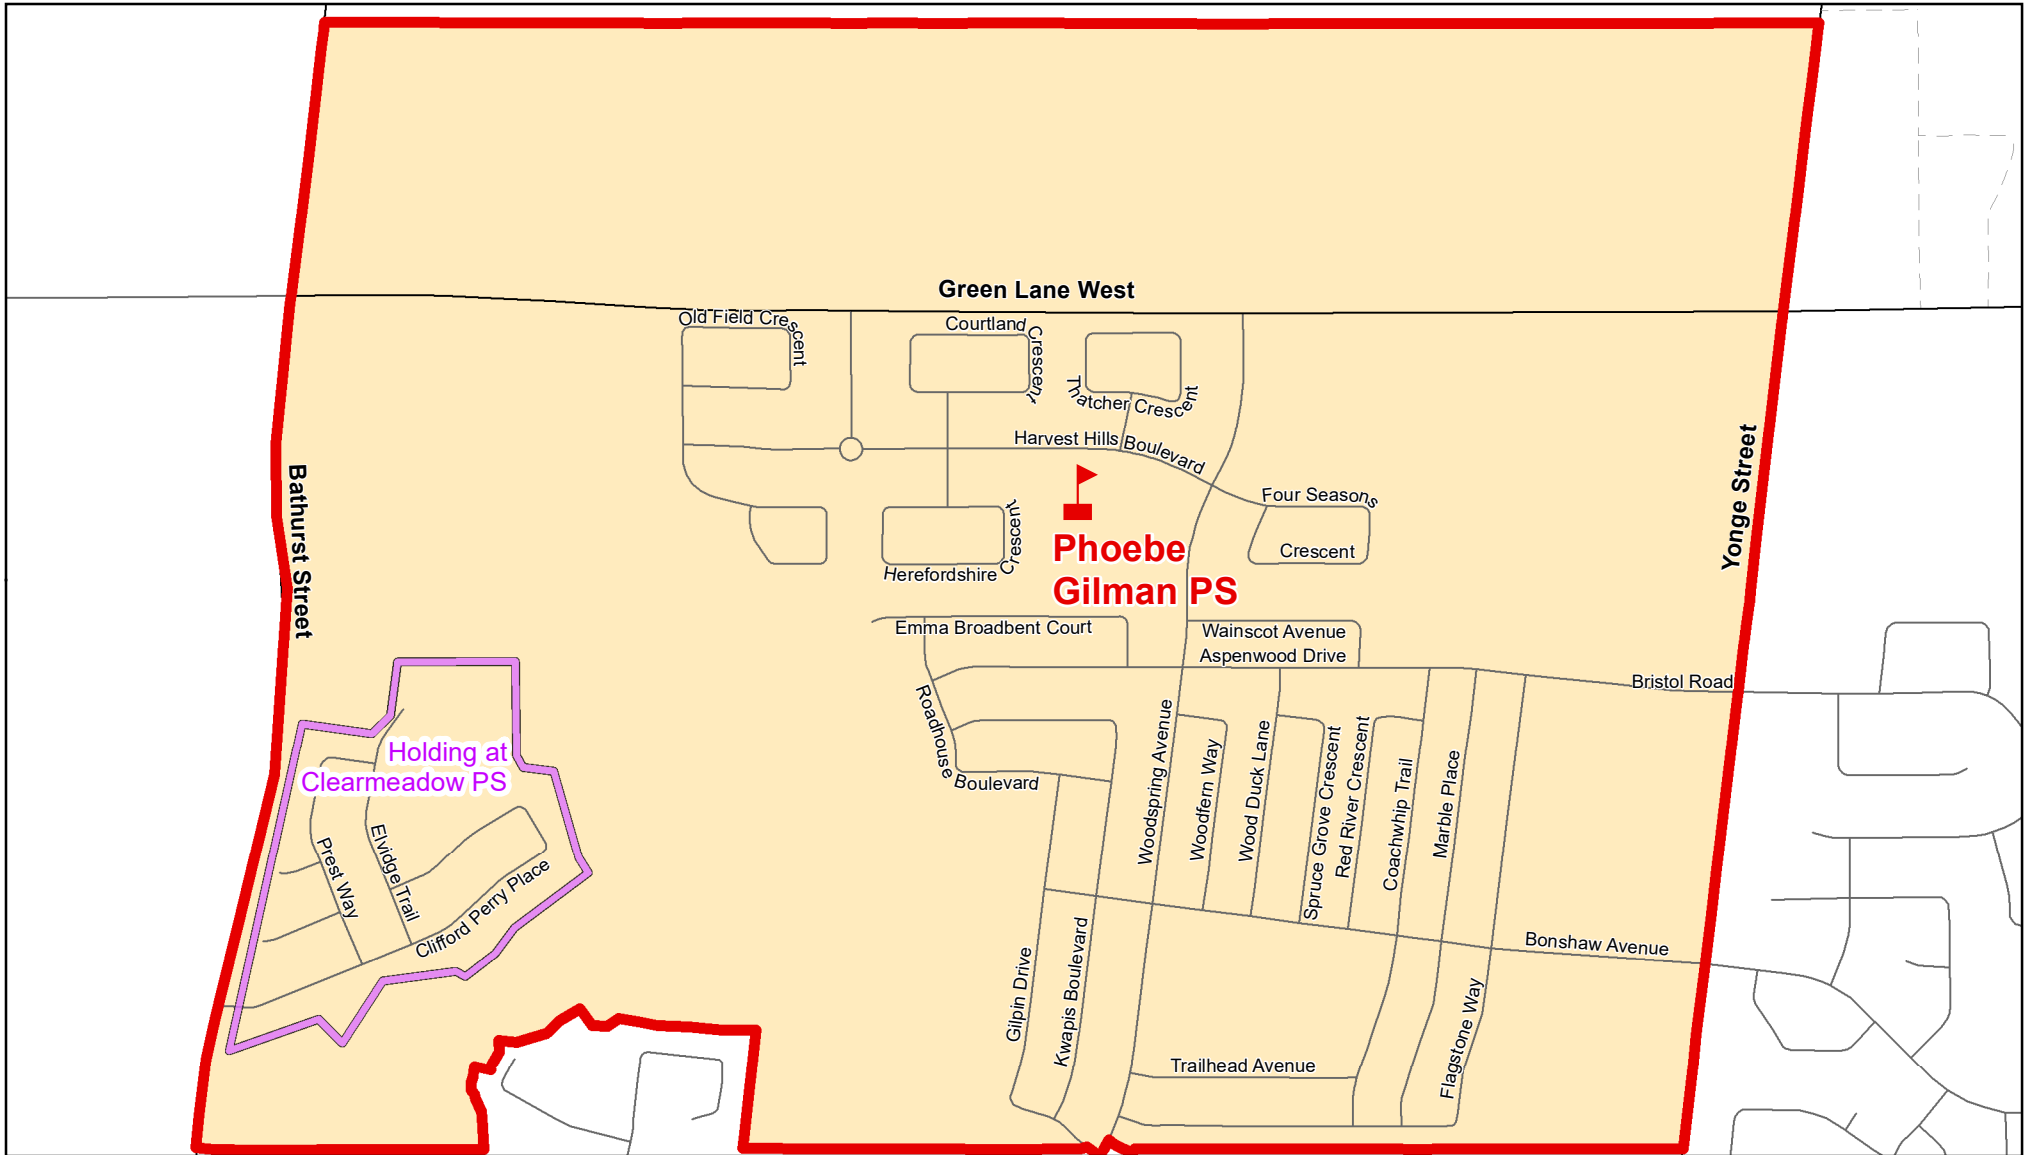 Green Lane West
Old Field Crescent
Courtland Crescent
Thatcher Crescent
Harvest Hills Boulevard
Four Seasons
Crescent
Bathurst Street
Yonge Street
Phoebe
Gilman PS
Herefordshire Crescent
Emma Broadbent Court
Wainscot Avenue
Aspenwood Drive
Bristol Road
Roadhouse
Boulevard
Holding at
Clearmeadow PS
Prest Way
Elvidge Trail
Clifford Perry Place
Woodspring Avenue
Woodfern Way
Wood Duck Lane
Spruce Grove Crescent
Red River Crescent
Coachwhip Trail
Marble Place
Bonshaw Avenue
Gilpin Drive
Kwapis Boulevard
Trailhead Avenue
Flagstone Way